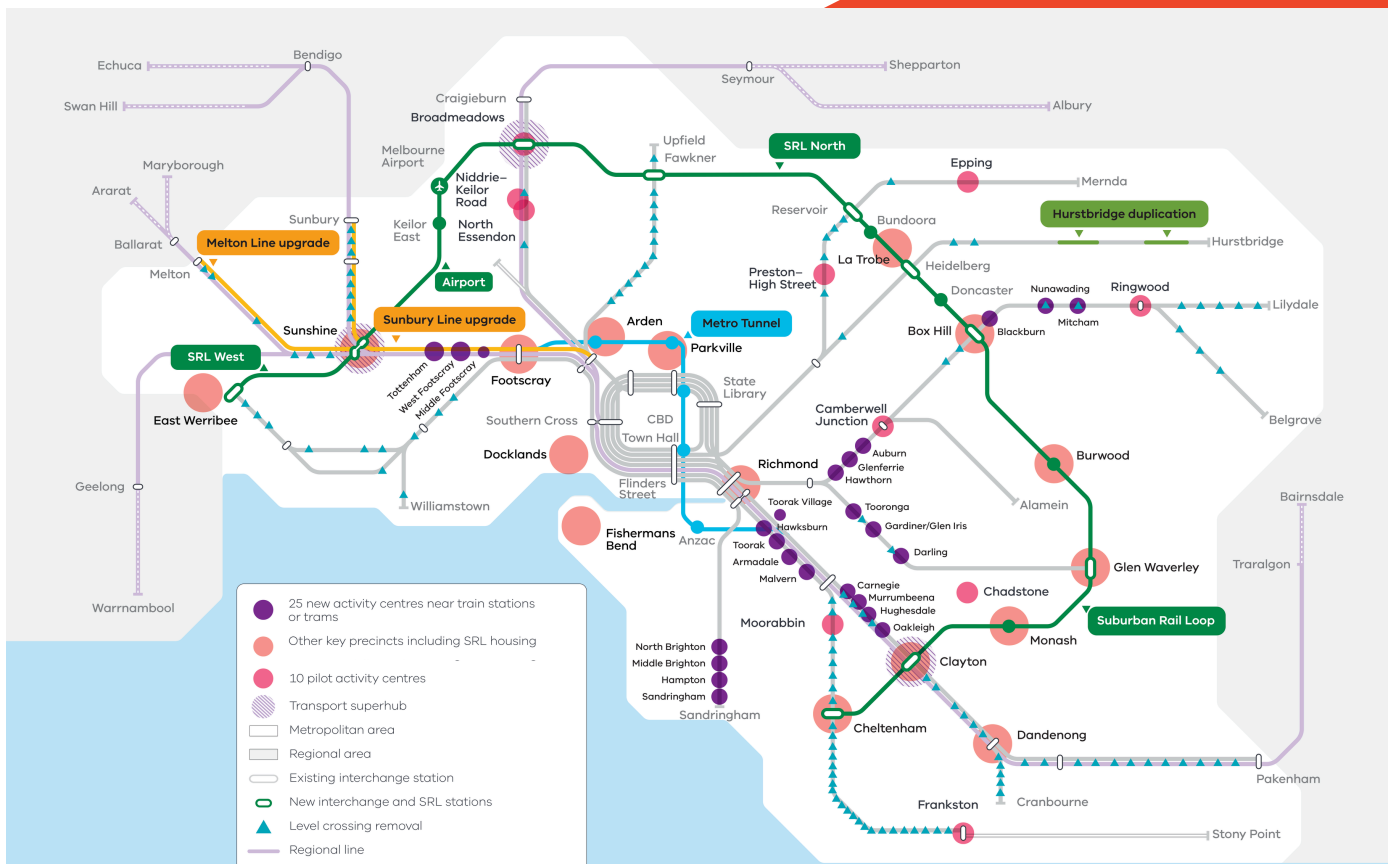 Echuca
Bendigo
Swan Hill
Maryborough
Ararat
Ballarat
Melton
Sunbury
Melton Line upgrade
Craigieburn
Broadmeadows
Melbourne
Airport
Niddrie–
Keilor
Road
Keilor
East
North
Essendon
Airport
Seymour
Shepparton
Albury
Upfield
Fawkner
SRL North
Epping
Mernda
Reservoir
Bundoora
La Trobe
Hurstbridge duplication
Hurstbridge
Heidelberg
Preston–
High Street
Doncaster
Nunawading
Mitcham
Ringwood
Lilydale
Box Hill
Blackburn
Belgrave
Sunshine
Sunbury Line upgrade
SRL West
East Werribee
Tottenham
West Footscray
Middle Footscray
Footscray
Arden
Metro Tunnel
Parkville
State
Library
Southern Cross
CBD
Town Hall
Flinders
Street
Docklands
Fishermans
Bend
Anzac
Geelong
Williamstown
Warrnambool
Camberwell
Junction
Auburn
Glenferrie
Hawthorn
Richmond
Toorak Village
Hawksburn
Toorak
Armadale
Malvern
Tooronga
Gardiner/Glen Iris
Darling
Alamein
Burwood
Glen Waverley
Chadstone
Suburban Rail Loop
Monash
Carnegie
Murrumbeena
Hughesdale
Oakleigh
Moorabbin
Clayton
North Brighton
Middle Brighton
Hampton
Sandringham
Sandringham
Cheltenham
Dandenong
Frankston
Cranbourne
Stony Point
Pakenham
Bairnsdale
Traralgon
25 new activity centres near train stations
or trams
Other key precincts including SRL housing
10 pilot activity centres
Transport superhub
Metropolitan area
Regional area
Existing interchange station
New interchange and SRL stations
Level crossing removal
Regional line